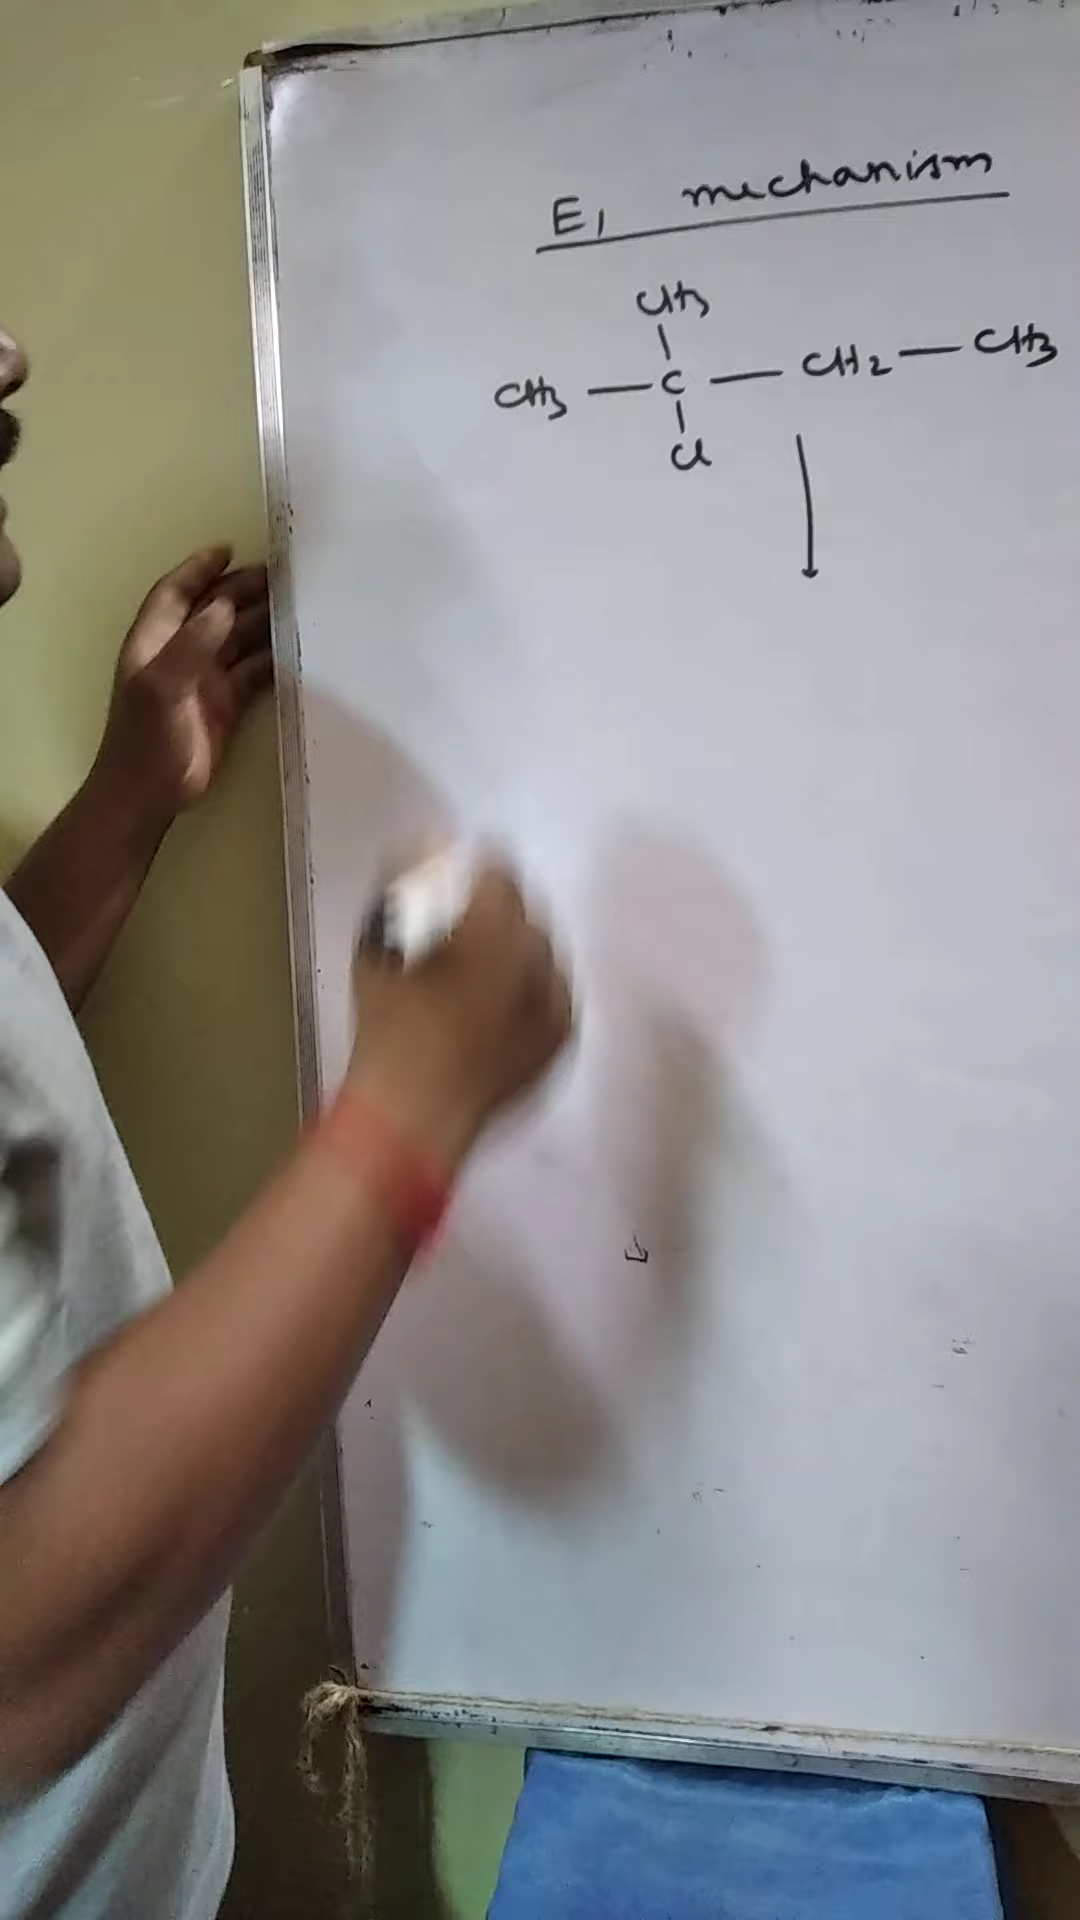 E1 mechanism
CH3
CH3 — C — CH2 — CH3
Cl